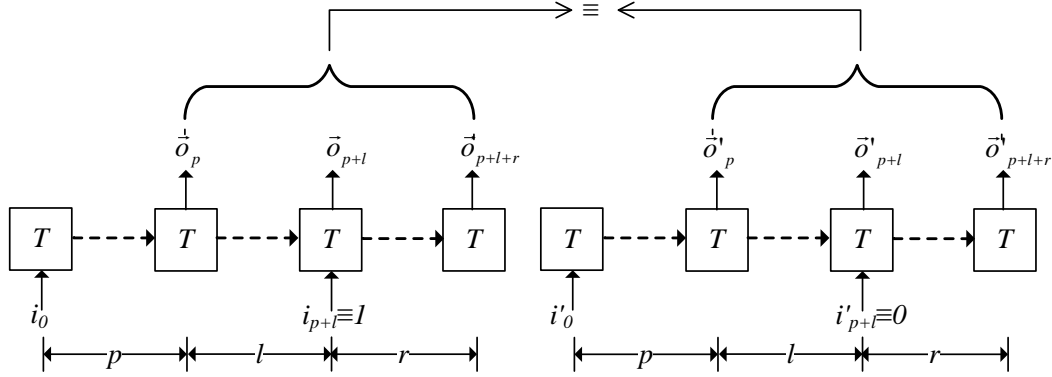 ≡
o⃗_p o⃗_{p+l} o⃗_{p+l+r} o⃗'_p o⃗'_{p+l} o⃗'_{p+l+r}
T T T T T T T T
i_0 i_{p+l}≡1 i'_0 i'_{p+l}≡0
p l r p l r